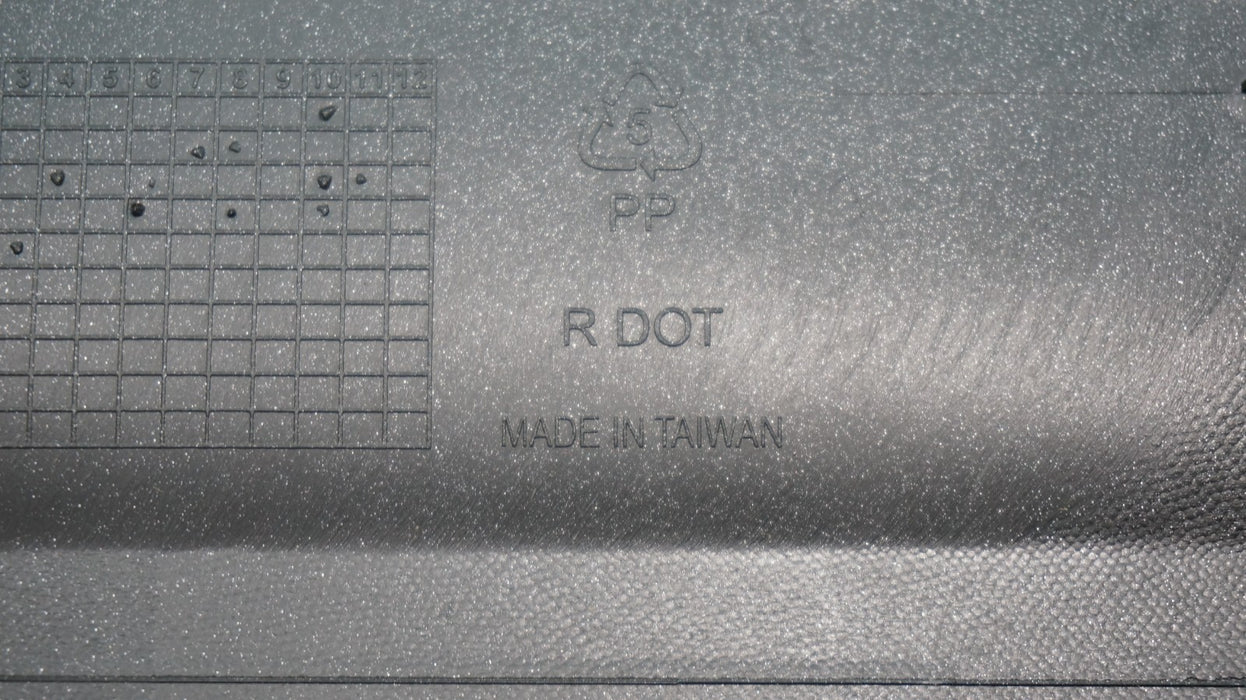 3 4 5 6 7 8 9 10 11 12
5
PP
R DOT
MADE IN TAIWAN